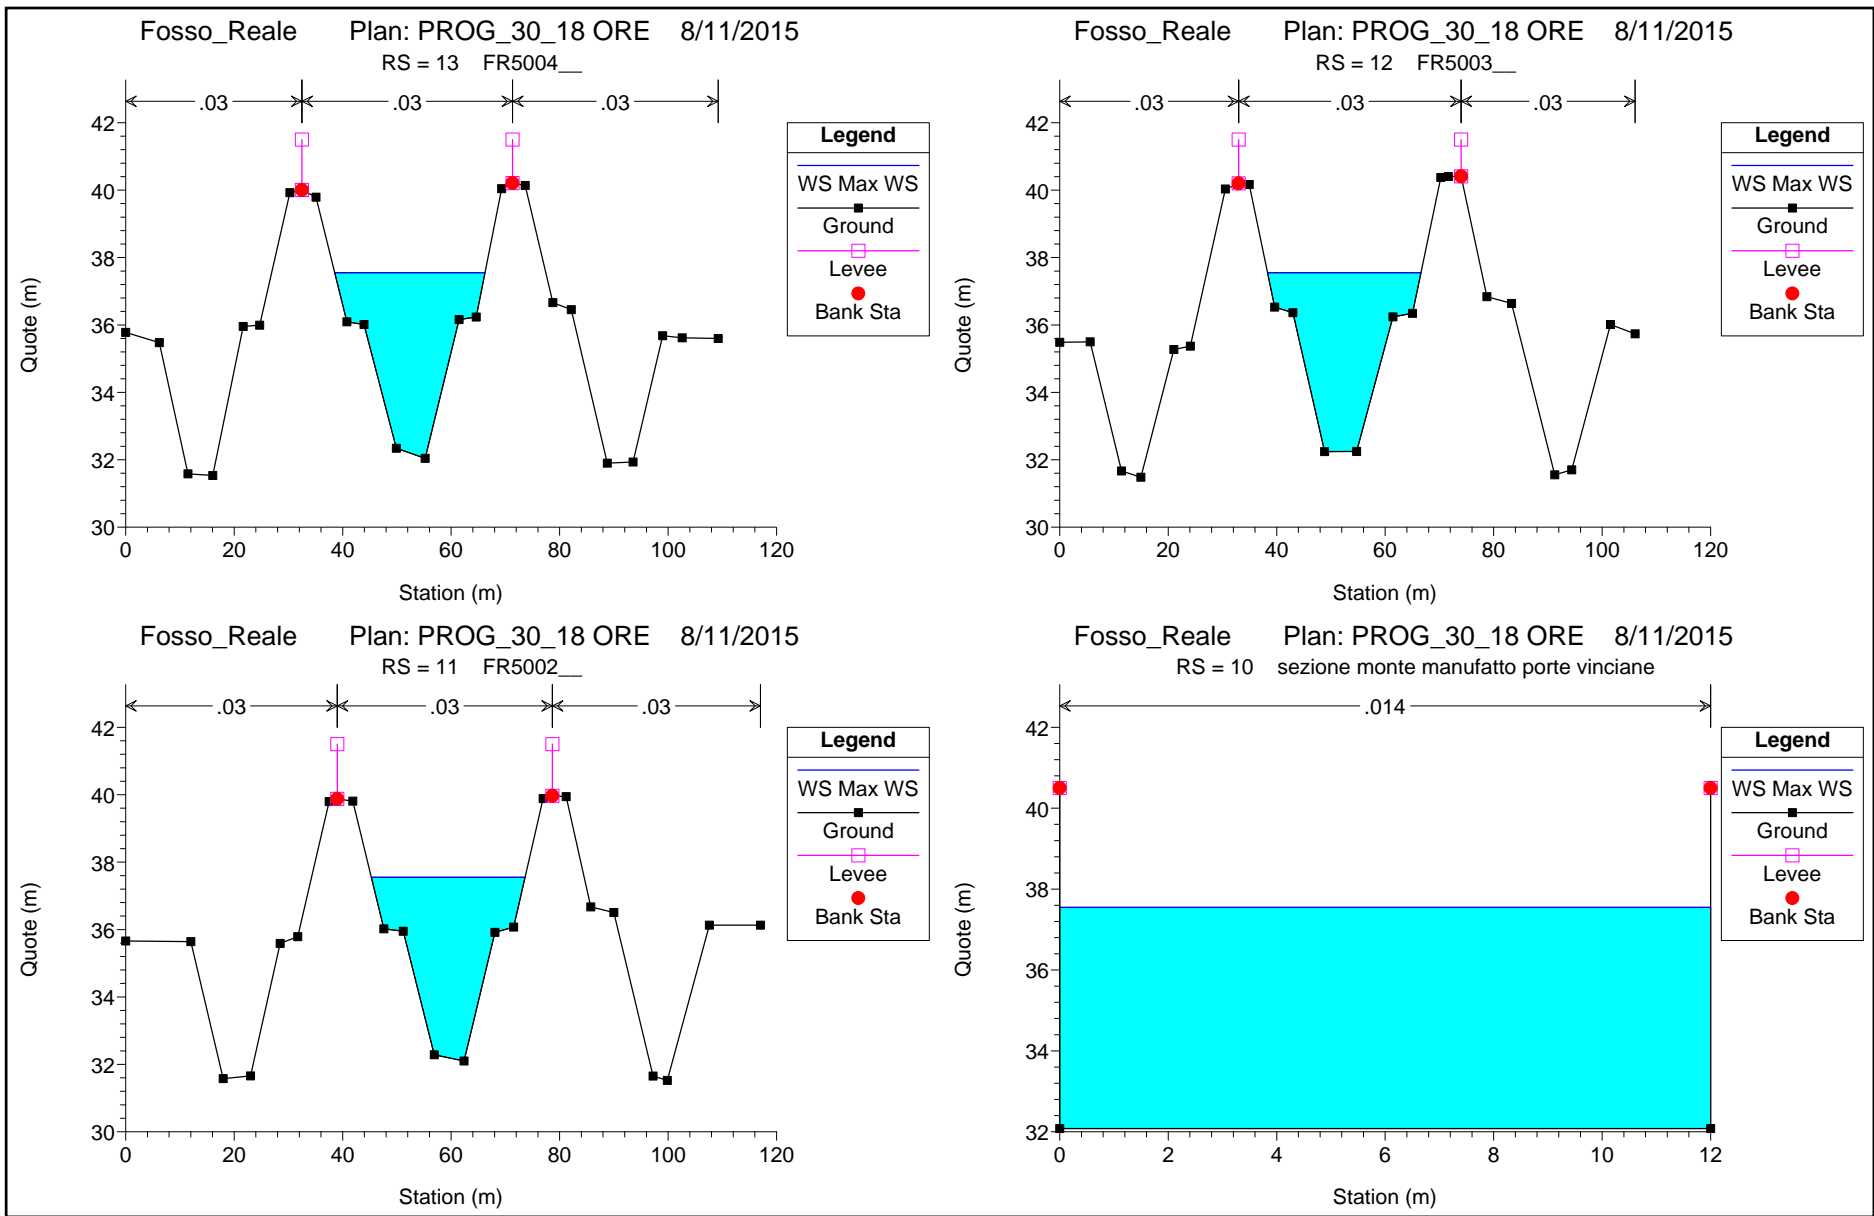 Fosso_Reale Plan: PROG_30_18 ORE 8/11/2015
RS = 13 FR5004__
.03 .03 .03
Legend
WS Max WS
Ground
Levee
Bank Sta
42
40
38
36
34
32
30
0 20 40 60 80 100 120
Quote (m)
Station (m)
Fosso_Reale Plan: PROG_30_18 ORE 8/11/2015
RS = 12 FR5003__
.03 .03 .03
Legend
WS Max WS
Ground
Levee
Bank Sta
42
40
38
36
34
32
30
0 20 40 60 80 100 120
Quote (m)
Station (m)
Fosso_Reale Plan: PROG_30_18 ORE 8/11/2015
RS = 11 FR5002__
.03 .03 .03
Legend
WS Max WS
Ground
Levee
Bank Sta
42
40
38
36
34
32
30
0 20 40 60 80 100 120
Quote (m)
Station (m)
Fosso_Reale Plan: PROG_30_18 ORE 8/11/2015
RS = 10 sezione monte manufatto porte vinciane
.014
Legend
WS Max WS
Ground
Levee
Bank Sta
42
40
38
36
34
32
0 2 4 6 8 10 12
Quote (m)
Station (m)